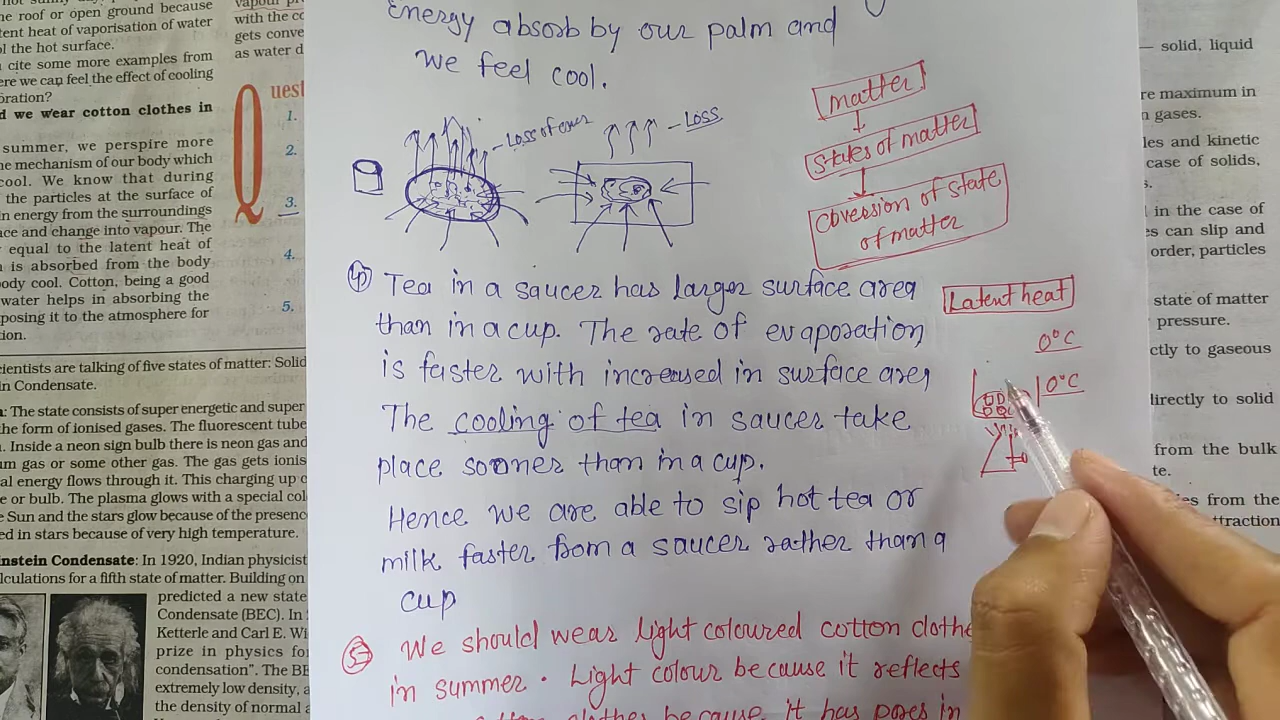 he roof or open ground because
tent heat of vaporisation of water
ol the hot surface.
cite some more examples from
ere we can feel the effect of cooling
oration?
d we wear cotton clothes in
summer, we perspire more
he mechanism of our body which
cool. We know that during
the particles at the surface of
in energy from the surroundings
ace and change into vapour. The
equal to the latent heat of
n is absorbed from the body
ody cool. Cotton, being a good
water helps in absorbing the
posing it to the atmosphere for
ion.
cientists are talking of five states of matter: Solid
in Condensate.
a: The state consists of super energetic and super
the form of ionised gases. The fluorescent tube
. Inside a neon sign bulb there is neon gas and
um gas or some other gas. The gas gets ionis
al energy flows through it. This charging up c
e or bulb. The plasma glows with a special col
e Sun and the stars glow because of the presenc
ed in stars because of very high temperature.
instein Condensate: In 1920, Indian physicist
lculations for a fifth state of matter. Building on
predicted a new state
Condensate (BEC). In
Ketterle and Carl E. Wi
prize in physics fo
condensation". The BE
extremely low density, a
the density of normal a
with the co
gets conve
as water d
Quest
1.
2.
3.
4.
5.
Energy absorb by our palm and
we feel cool.
Loss of ener
Loss
matter
States of matter
Coversion of state
of matter
④ Tea in a saucer has larger surface area
than in a cup. The rate of evaporation
is faster with increased in surface area,
The cooling of tea in saucer take
place sooner than in a cup.
Hence we are able to sip hot tea or
milk faster from a saucer rather than a
cup
Latent heat
0°C
0°C
⑤ We should wear light coloured cotton clothe
in summer. Light colour because it reflects
clothes because it has pores in
— solid, liquid
re maximum in
n gases.
les and kinetic
case of solids,
s.
in the case of
es can slip and
order, particles
state of matter
pressure.
ctly to gaseous
directly to solid
from the bulk
te.
es from the
ttraction